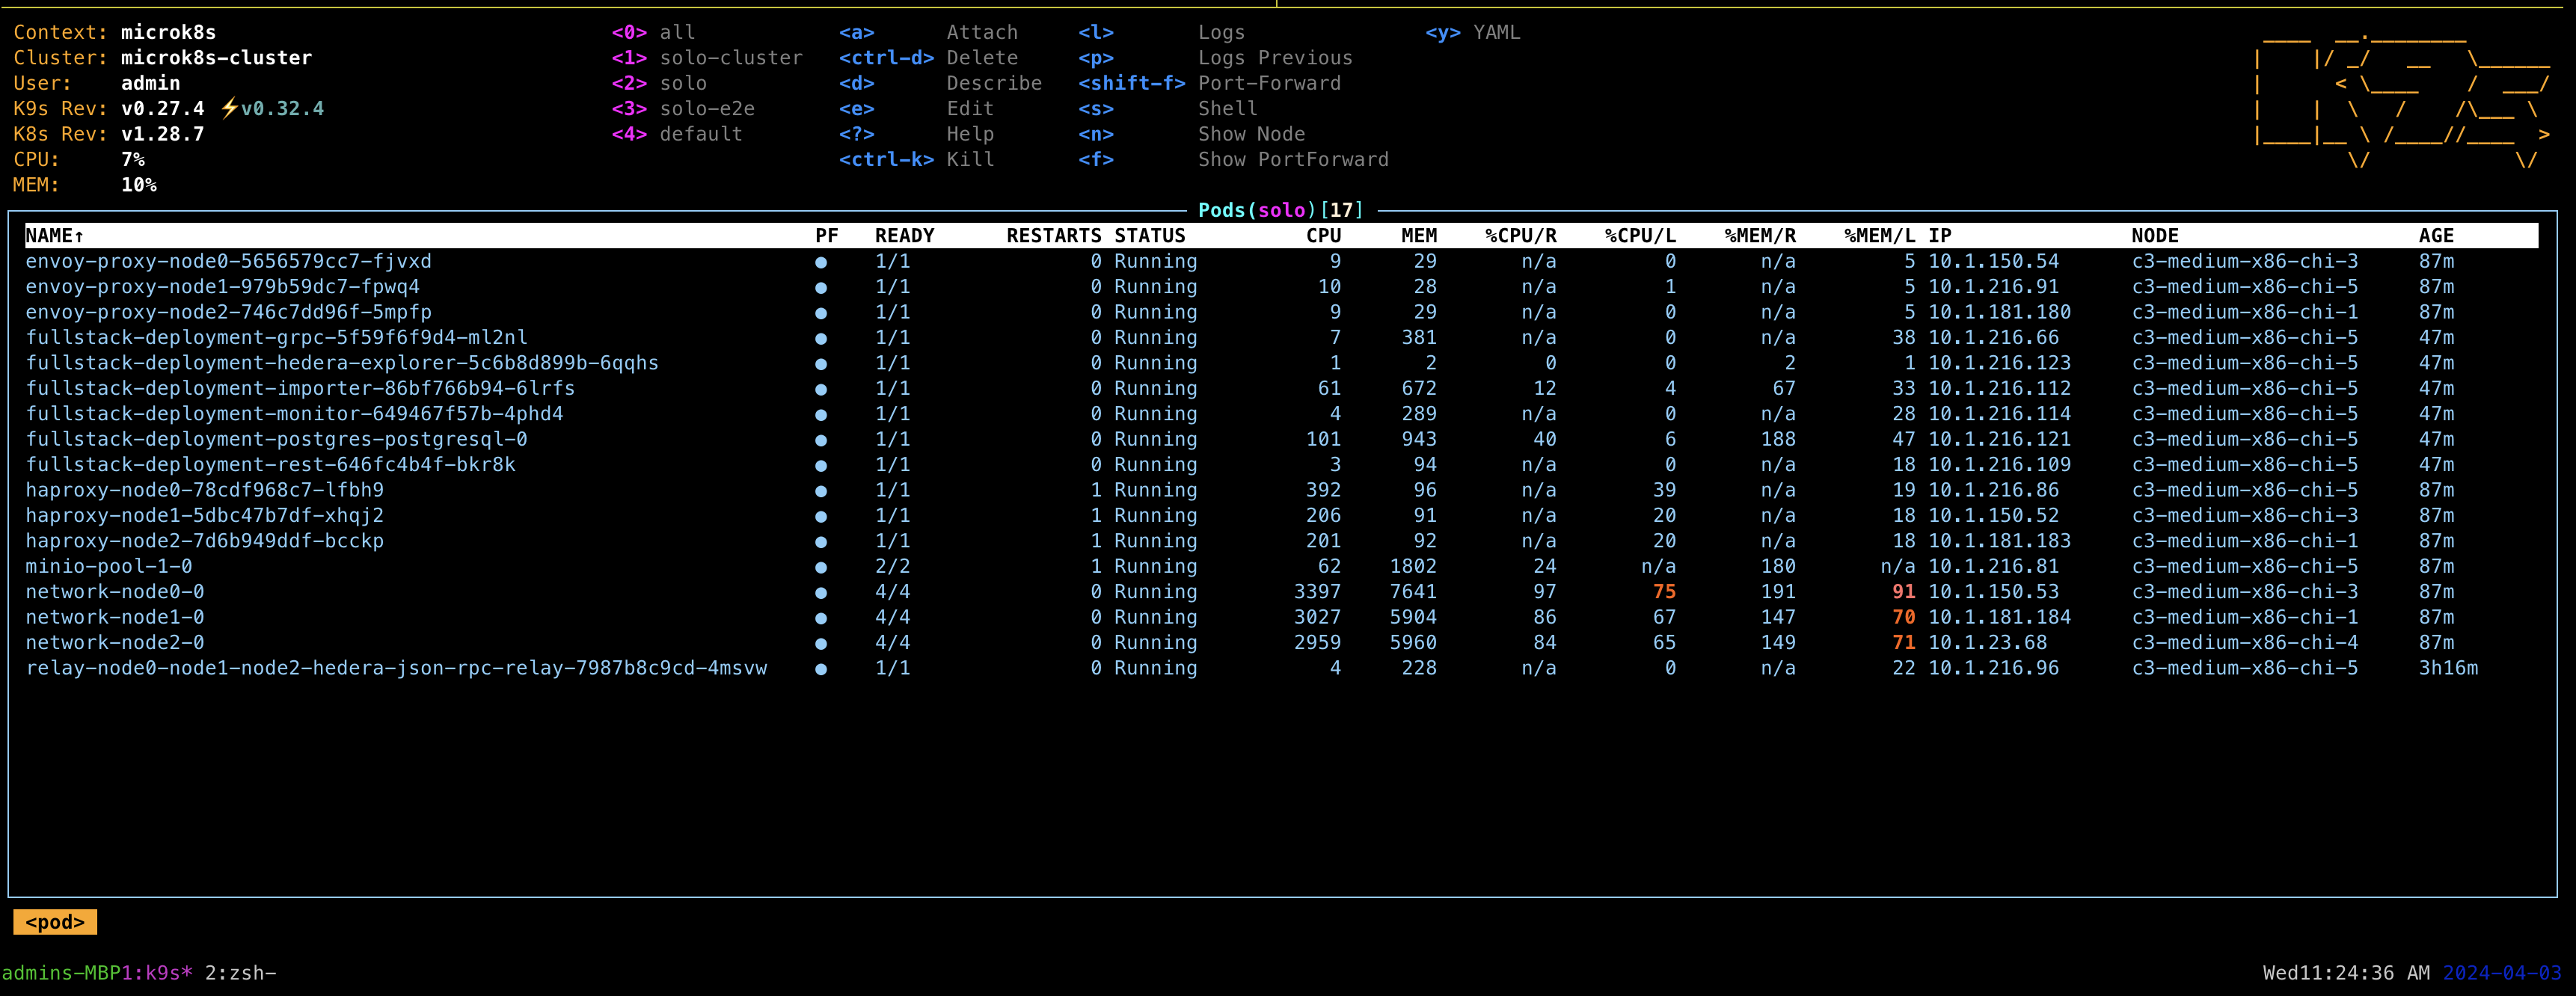 Context: microk8s <0> all <a> Attach <l> Logs <y> YAML
Cluster: microk8s-cluster <1> solo-cluster <ctrl-d> Delete <p> Logs Previous
User: admin <2> solo <d> Describe <shift-f> Port-Forward
K9s Rev: v0.27.4 ⚡v0.32.4 <3> solo-e2e <e> Edit <s> Shell
K8s Rev: v1.28.7 <4> default <?> Help <n> Show Node
CPU: 7% <ctrl-k> Kill <f> Show PortForward
MEM: 10%
Pods(solo)[17]
NAME↑ PF READY RESTARTS STATUS CPU MEM %CPU/R %CPU/L %MEM/R %MEM/L IP NODE AGE
envoy-proxy-node0-5656579cc7-fjvxd ● 1/1 0 Running 9 29 n/a 0 n/a 5 10.1.150.54 c3-medium-x86-chi-3 87m
envoy-proxy-node1-979b59dc7-fpwq4 ● 1/1 0 Running 10 28 n/a 1 n/a 5 10.1.216.91 c3-medium-x86-chi-5 87m
envoy-proxy-node2-746c7dd96f-5mpfp ● 1/1 0 Running 9 29 n/a 0 n/a 5 10.1.181.180 c3-medium-x86-chi-1 87m
fullstack-deployment-grpc-5f59f6f9d4-ml2nl ● 1/1 0 Running 7 381 n/a 0 n/a 38 10.1.216.66 c3-medium-x86-chi-5 47m
fullstack-deployment-hedera-explorer-5c6b8d899b-6qqhs ● 1/1 0 Running 1 2 0 0 2 1 10.1.216.123 c3-medium-x86-chi-5 47m
fullstack-deployment-importer-86bf766b94-6lrfs ● 1/1 0 Running 61 672 12 4 67 33 10.1.216.112 c3-medium-x86-chi-5 47m
fullstack-deployment-monitor-649467f57b-4phd4 ● 1/1 0 Running 4 289 n/a 0 n/a 28 10.1.216.114 c3-medium-x86-chi-5 47m
fullstack-deployment-postgres-postgresql-0 ● 1/1 0 Running 101 943 40 6 188 47 10.1.216.121 c3-medium-x86-chi-5 47m
fullstack-deployment-rest-646fc4b4f-bkr8k ● 1/1 0 Running 3 94 n/a 0 n/a 18 10.1.216.109 c3-medium-x86-chi-5 47m
haproxy-node0-78cdf968c7-lfbh9 ● 1/1 1 Running 392 96 n/a 39 n/a 19 10.1.216.86 c3-medium-x86-chi-5 87m
haproxy-node1-5dbc47b7df-xhqj2 ● 1/1 1 Running 206 91 n/a 20 n/a 18 10.1.150.52 c3-medium-x86-chi-3 87m
haproxy-node2-7d6b949ddf-bcckp ● 1/1 1 Running 201 92 n/a 20 n/a 18 10.1.181.183 c3-medium-x86-chi-1 87m
minio-pool-1-0 ● 2/2 1 Running 62 1802 24 n/a 180 n/a 10.1.216.81 c3-medium-x86-chi-5 87m
network-node0-0 ● 4/4 0 Running 3397 7641 97 75 191 91 10.1.150.53 c3-medium-x86-chi-3 87m
network-node1-0 ● 4/4 0 Running 3027 5904 86 67 147 70 10.1.181.184 c3-medium-x86-chi-1 87m
network-node2-0 ● 4/4 0 Running 2959 5960 84 65 149 71 10.1.23.68 c3-medium-x86-chi-4 87m
relay-node0-node1-node2-hedera-json-rpc-relay-7987b8c9cd-4msvw ● 1/1 0 Running 4 228 n/a 0 n/a 22 10.1.216.96 c3-medium-x86-chi-5 3h16m
<pod>
admins-MBP1:k9s* 2:zsh- Wed11:24:36 AM 2024-04-03